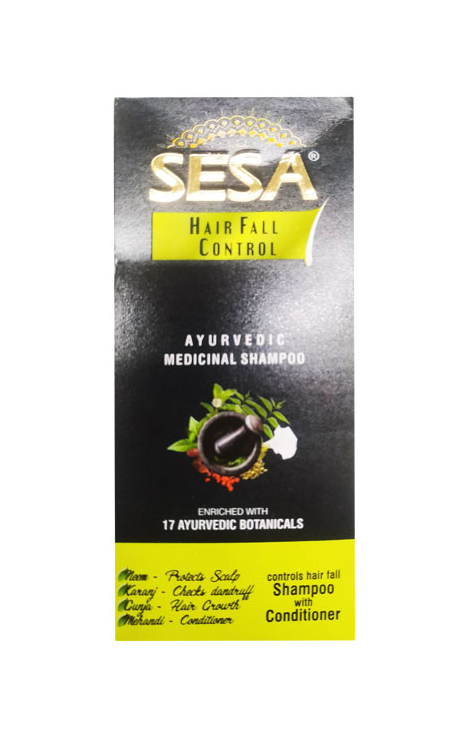 SESA®
HAIR FALL
CONTROL
AYURVEDIC
MEDICINAL SHAMPOO
ENRICHED WITH
17 AYURVEDIC BOTANICALS
Neem - Protects Scalp
Karanj - Checks dandruff
Gunja - Hair Growth
Mehandi - Conditioner
controls hair fall
Shampoo
with
Conditioner